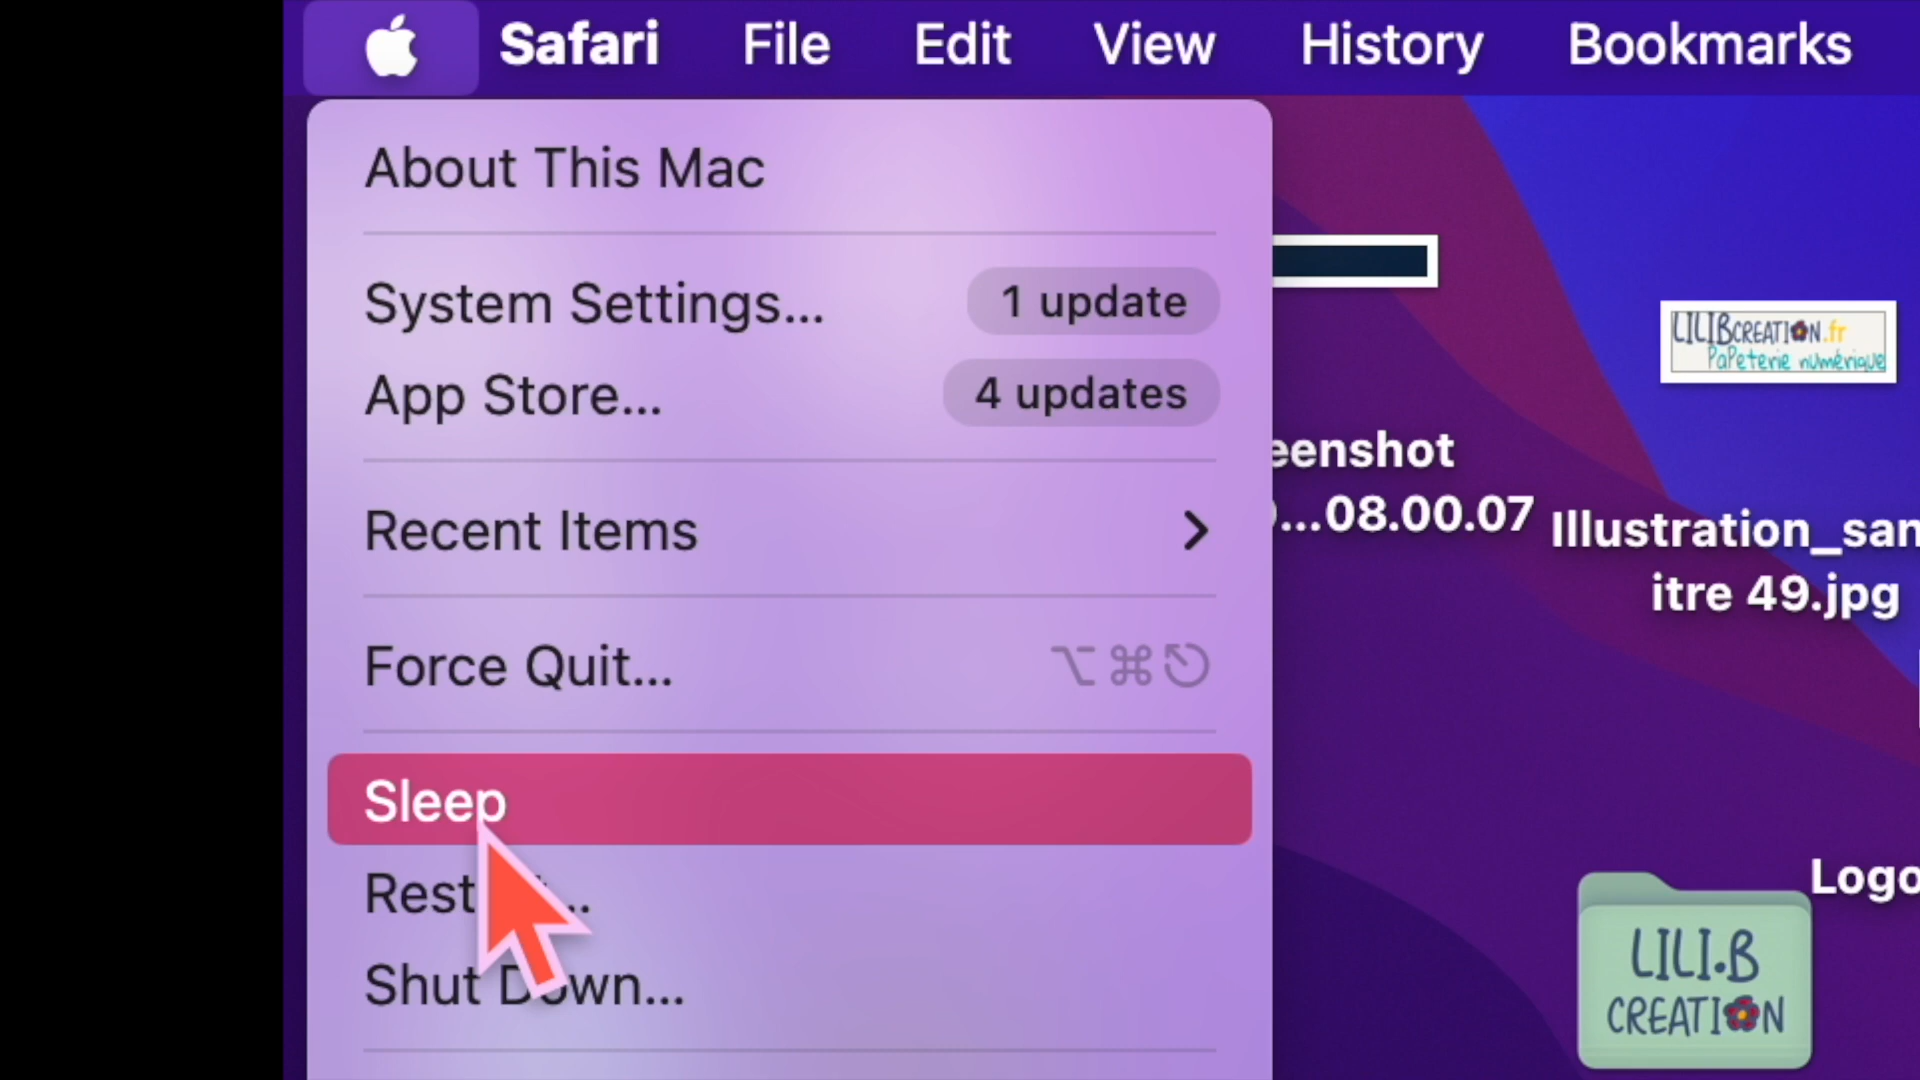 Safari File Edit View History Bookmarks
About This Mac
System Settings... 1 update
App Store... 4 updates
Recent Items
Force Quit... ⌥⌘⎋
Sleep
Shut Down...
LILIBCREATION.fr
PaPeterie numérique
eenshot
...08.00.07
Illustration_san
itre 49.jpg
Logo
LILI.B
CREATION